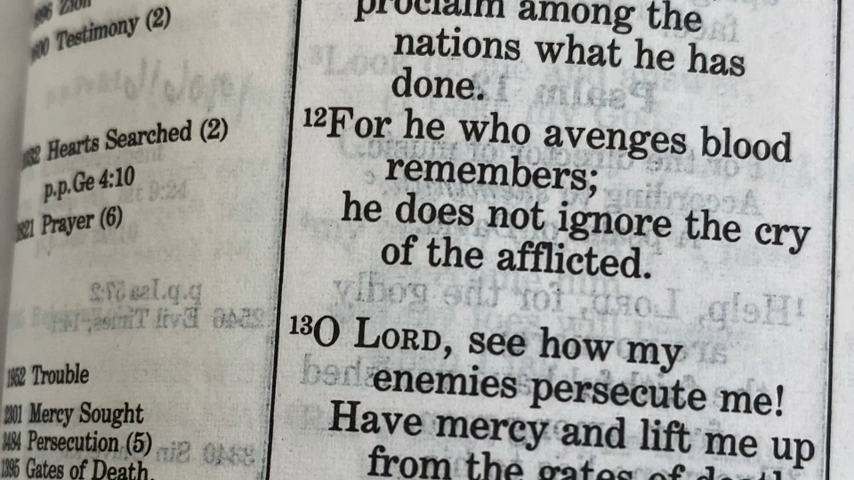 Zion
Testimony (2)
Hearts Searched (2)
p.p.Ge 4:10
Prayer (6)
Trouble
Mercy Sought
Persecution (5)
Gates of Death.
proclaim among the
nations what he has
done.
12For he who avenges blood
remembers;
he does not ignore the cry
of the afflicted.
13O LORD, see how my
enemies persecute me!
Have mercy and lift me up
from the gates of death